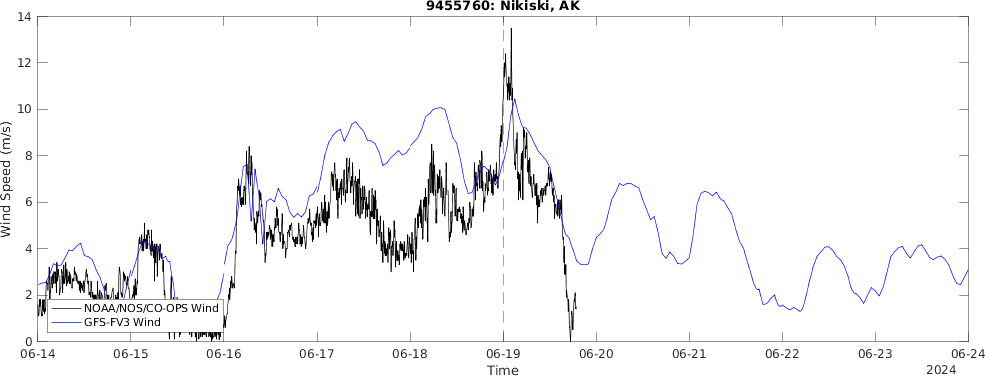 9455760: Nikiski, AK
Wind Speed (m/s)
14
12
10
8
6
4
2
0
NOAA/NOS/CO-OPS Wind
GFS-FV3 Wind
06-14 06-15 06-16 06-17 06-18 06-19 06-20 06-21 06-22 06-23 06-24
Time
2024